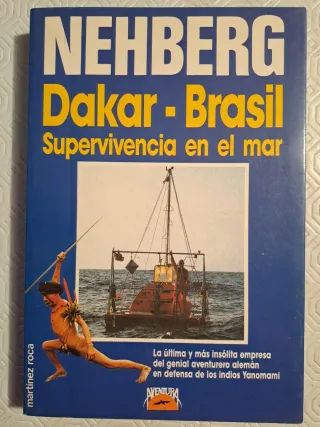 NEHBERG
Dakar - Brasil
Supervivencia en el mar
La última y más insólita empresa
del genial aventurero alemán
en defensa de los indios Yanomami
martínez roca
AVENTURA